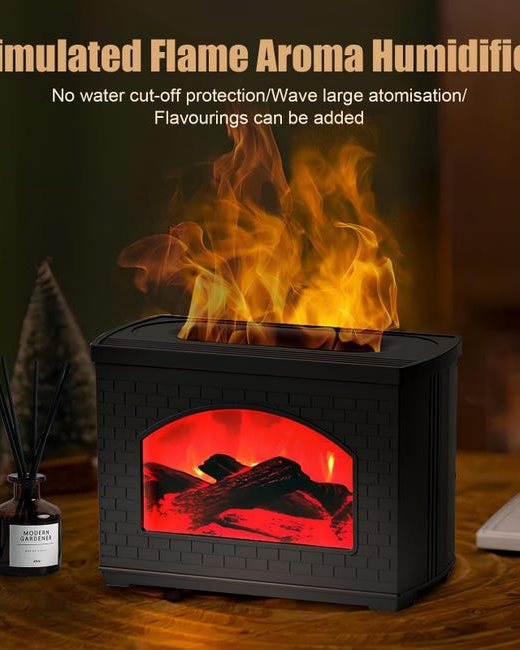 imulated Flame Aroma Humidifie
No water cut-off protection/Wave large atomisation/
Flavourings can be added
MODERN
GARDENER